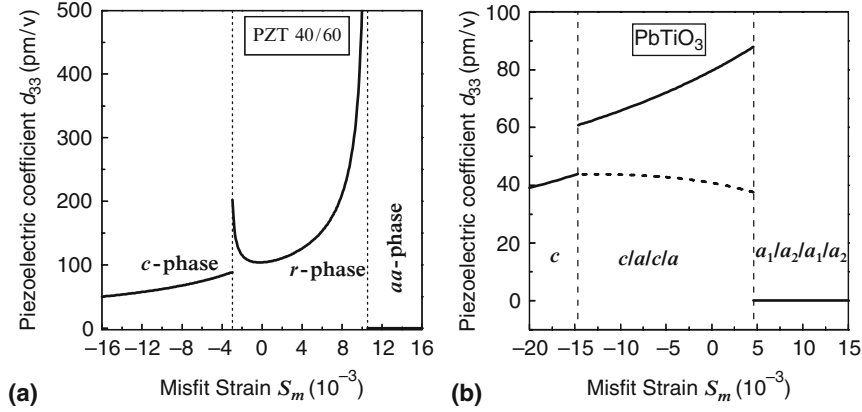 500
400
300
200
100
0
Piezoelectric coefficient d33 (pm/v)
PZT 40/60
c-phase
r-phase
aa-phase
−16 −12 −8 −4 0 4 8 12 16
(a) Misfit Strain Sm (10−3)
100
80
60
40
20
0
Piezoelectric coefficient d33 (pm/v)
PbTiO3
c
c/a/c/a
a1/a2/a1/a2
−20 −15 −10 −5 0 5 10 15
(b) Misfit Strain Sm (10−3)